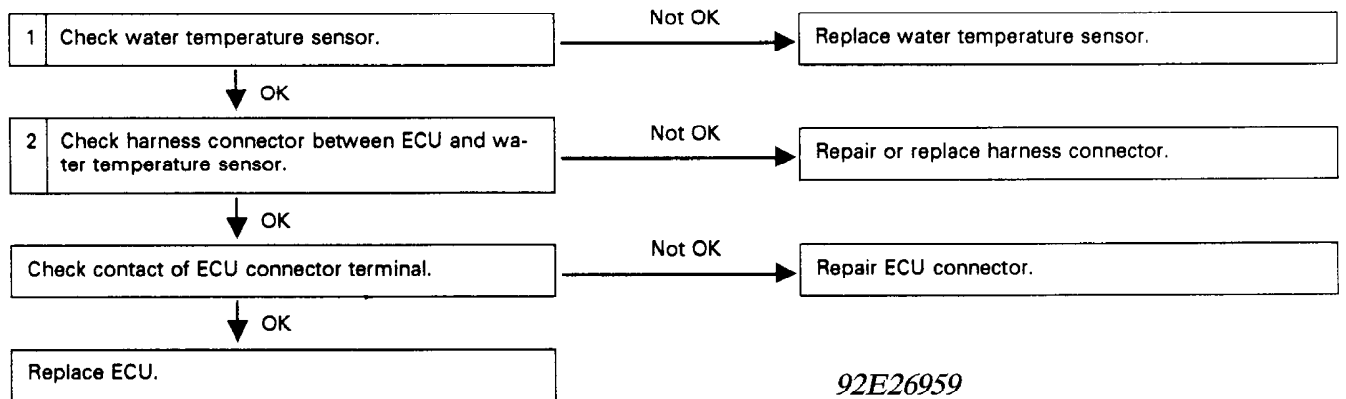 Not OK
1 Check water temperature sensor.
Replace water temperature sensor.
OK
2 Check harness connector between ECU and wa-
ter temperature sensor.
Not OK
Repair or replace harness connector.
OK
Check contact of ECU connector terminal.
Not OK
Repair ECU connector.
OK
Replace ECU.
92E26959